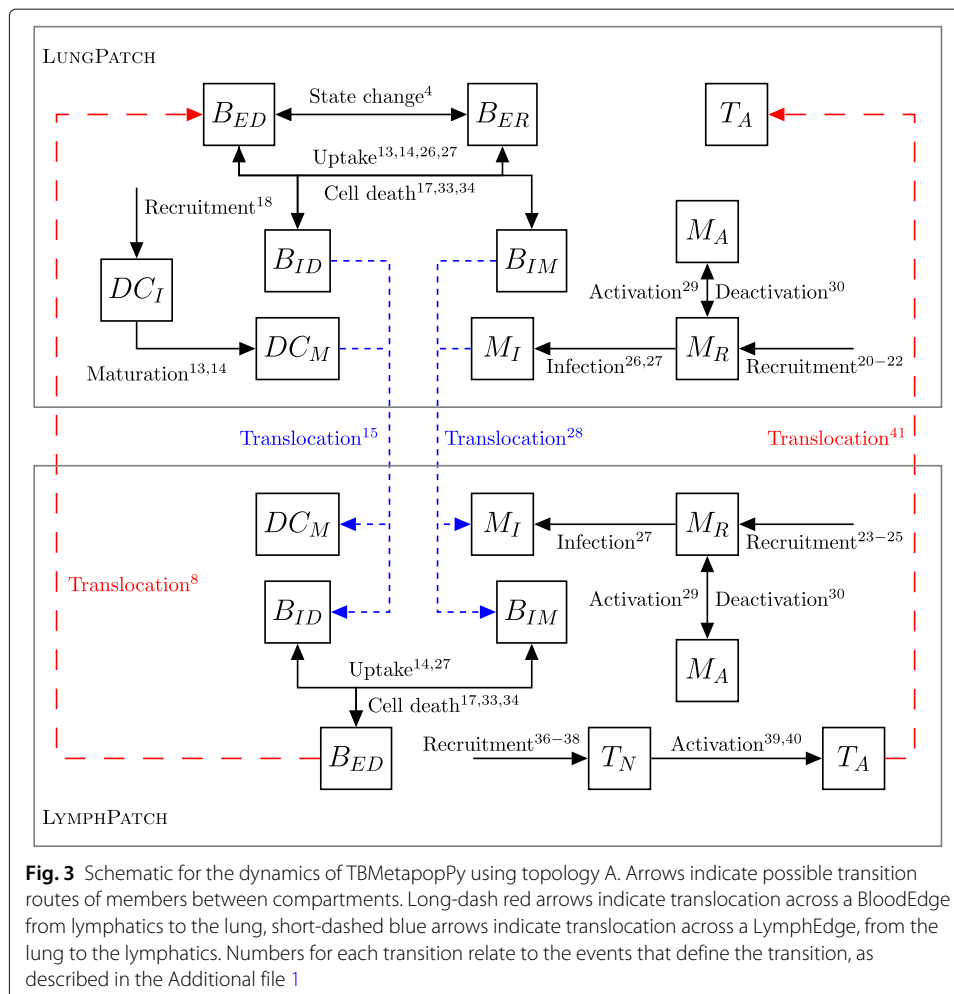 LungPatch
B_ED
State change^4
B_ER
T_A
Uptake^13,14,26,27
Cell death^17,33,34
Recruitment^18
M_A
B_ID
B_IM
DC_I
Activation^29
Deactivation^30
DC_M
M_I
M_R
Maturation^13,14
Infection^26,27
Recruitment^20−22
Translocation^15
Translocation^28
Translocation^41
DC_M
M_I
M_R
Infection^27
Recruitment^23−25
Translocation^8
B_ID
B_IM
Activation^29
Deactivation^30
Uptake^14,27
M_A
Cell death^17,33,34
B_ED
Recruitment^36−38
T_N
Activation^39,40
T_A
LymphPatch
Fig. 3 Schematic for the dynamics of TBMetapopPy using topology A. Arrows indicate possible transition
routes of members between compartments. Long-dash red arrows indicate translocation across a BloodEdge
from lymphatics to the lung, short-dashed blue arrows indicate translocation across a LymphEdge, from the
lung to the lymphatics. Numbers for each transition relate to the events that define the transition, as
described in the Additional file 1